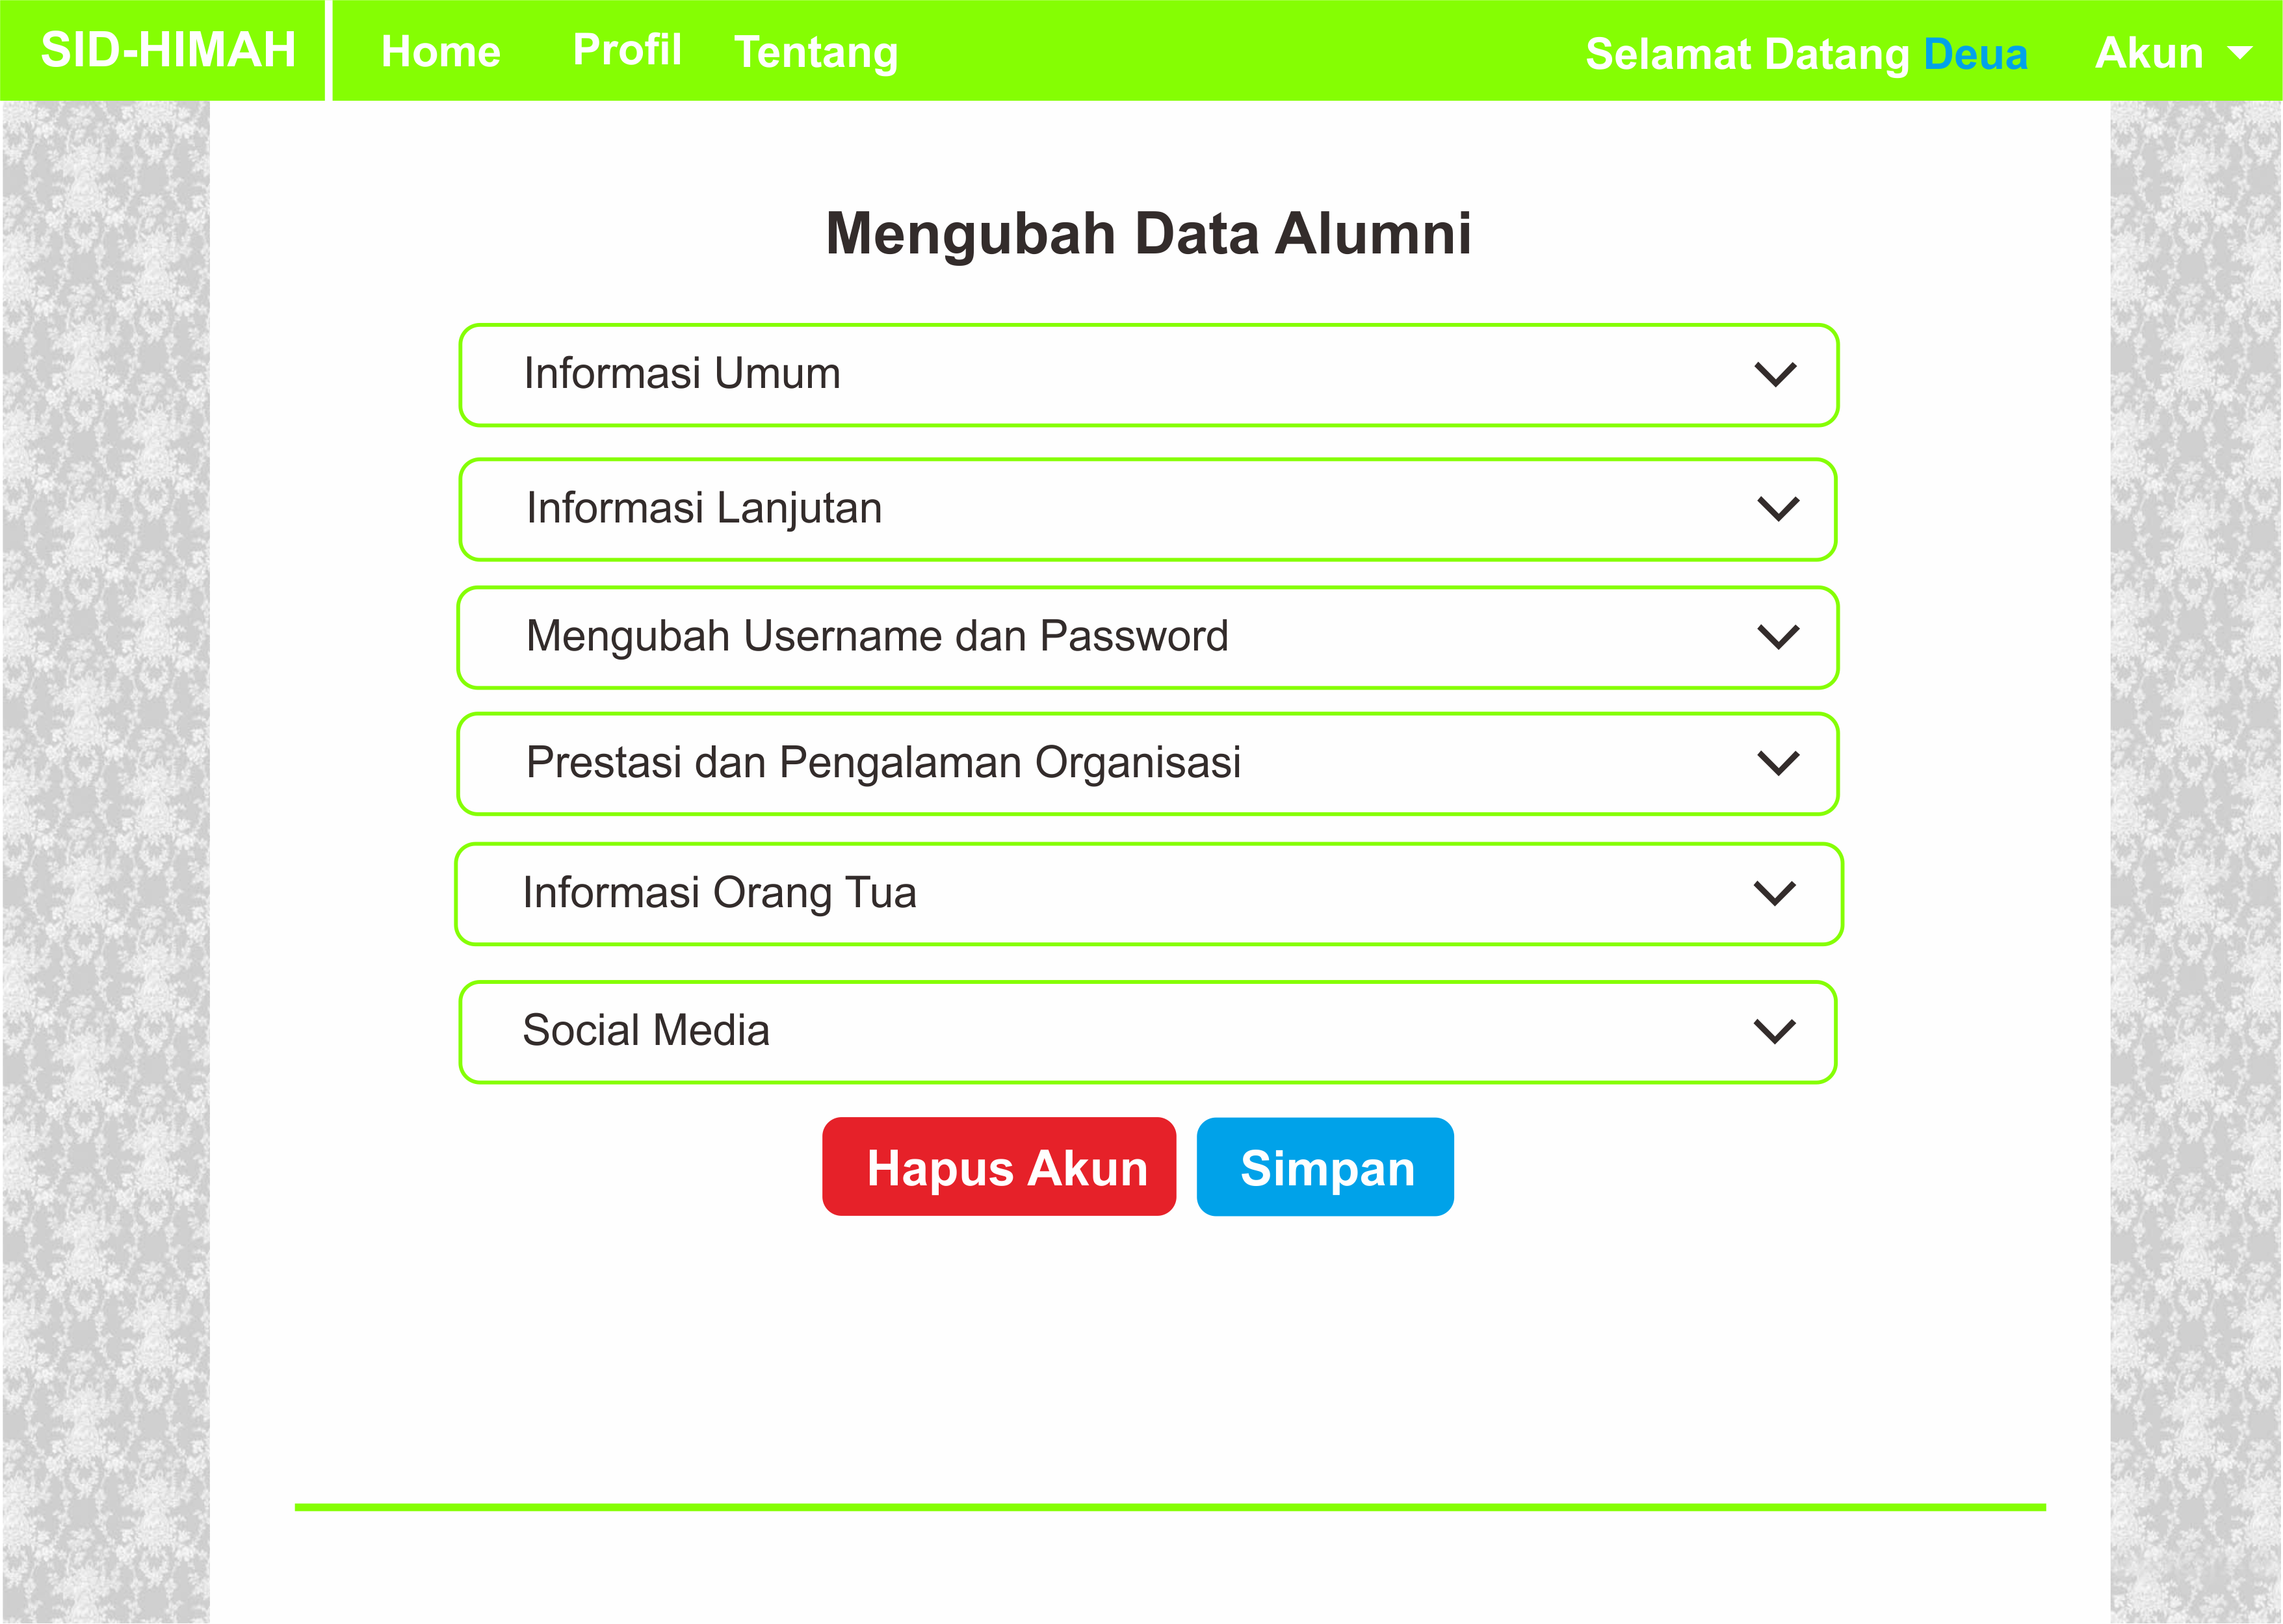 SID-HIMAH Home Profil Tentang Selamat Datang Deua Akun
Mengubah Data Alumni
Informasi Umum
Informasi Lanjutan
Mengubah Username dan Password
Prestasi dan Pengalaman Organisasi
Informasi Orang Tua
Social Media
Hapus Akun Simpan